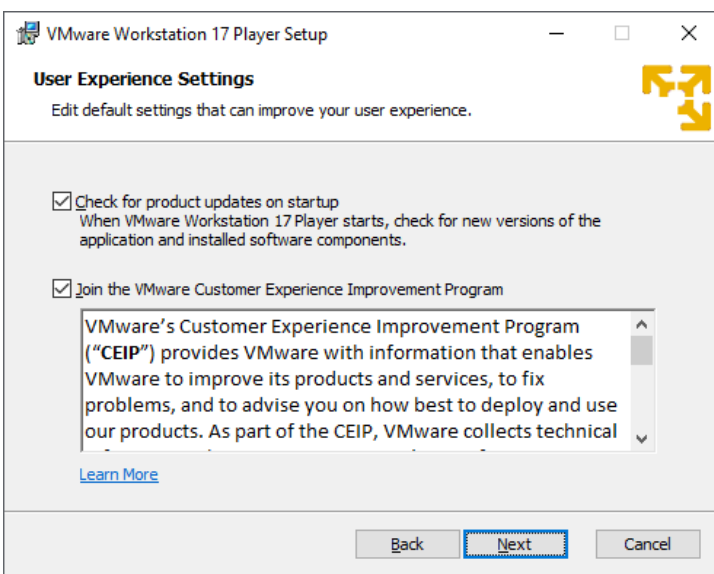 VMware Workstation 17 Player Setup
User Experience Settings
Edit default settings that can improve your user experience.
Check for product updates on startup
When VMware Workstation 17 Player starts, check for new versions of the
application and installed software components.
Join the VMware Customer Experience Improvement Program
VMware's Customer Experience Improvement Program
("CEIP") provides VMware with information that enables
VMware to improve its products and services, to fix
problems, and to advise you on how best to deploy and use
our products. As part of the CEIP, VMware collects technical
Learn More
Back
Next
Cancel